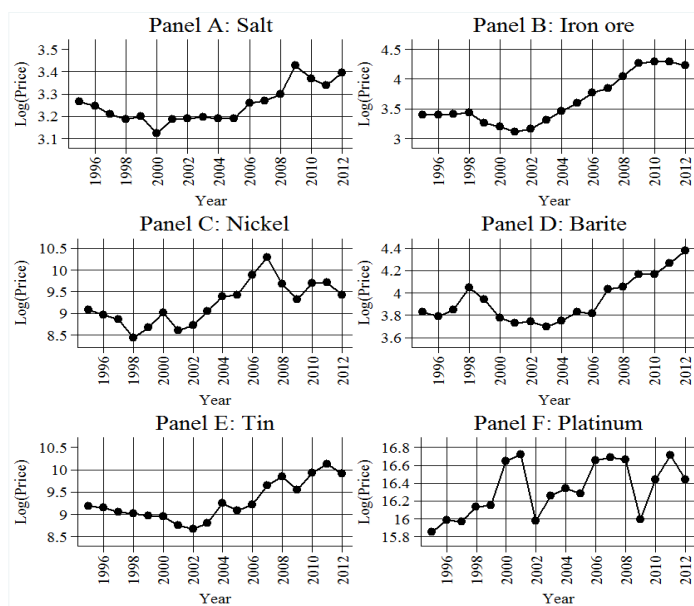 Panel A: Salt
Log(Price)
3.5
3.4
3.3
3.2
3.1
1996 1998 2000 2002 2004 2006 2008 2010 2012
Year
Panel B: Iron ore
Log(Price)
4.5
4
3.5
3
1996 1998 2000 2002 2004 2006 2008 2010 2012
Year
Panel C: Nickel
Log(Price)
10.5
10
9.5
9
8.5
1996 1998 2000 2002 2004 2006 2008 2010 2012
Year
Panel D: Barite
Log(Price)
4.4
4.2
4
3.8
3.6
1996 1998 2000 2002 2004 2006 2008 2010 2012
Year
Panel E: Tin
Log(Price)
10.5
10
9.5
9
8.5
1996 1998 2000 2002 2004 2006 2008 2010 2012
Year
Panel F: Platinum
Log(Price)
16.8
16.6
16.4
16.2
16
15.8
1996 1998 2000 2002 2004 2006 2008 2010 2012
Year